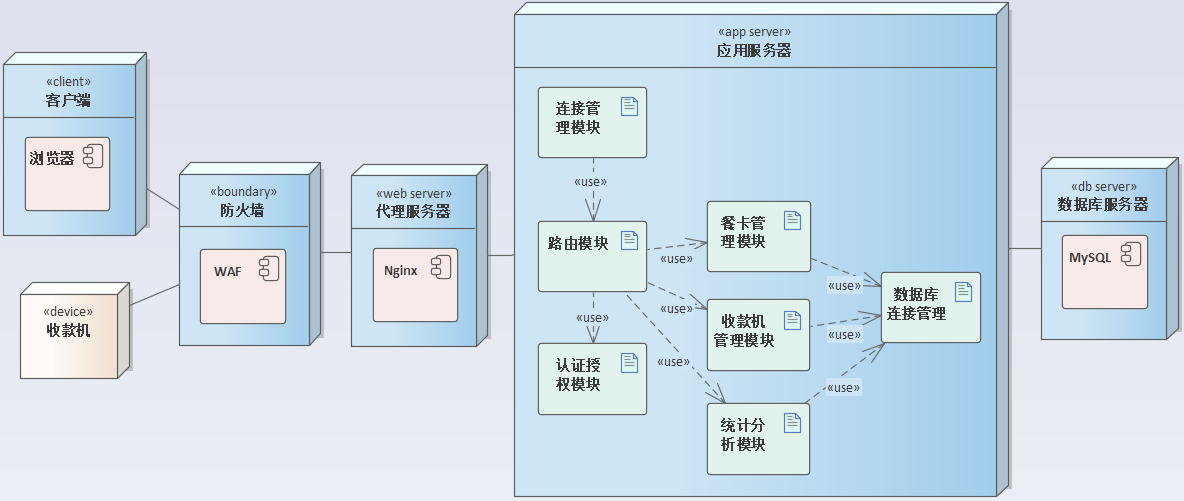 «client»
客户端
浏览器
«device»
收款机
«boundary»
防火墙
WAF
«web server»
代理服务器
Nginx
«app server»
应用服务器
连接管
理模块
«use»
路由模块
«use»
餐卡管
理模块
«use»
«use»
收款机
管理模块
«use»
«use»
认证授
权模块
«use»
统计分
析模块
«use»
数据库
连接管理
«db server»
数据库服务器
MySQL